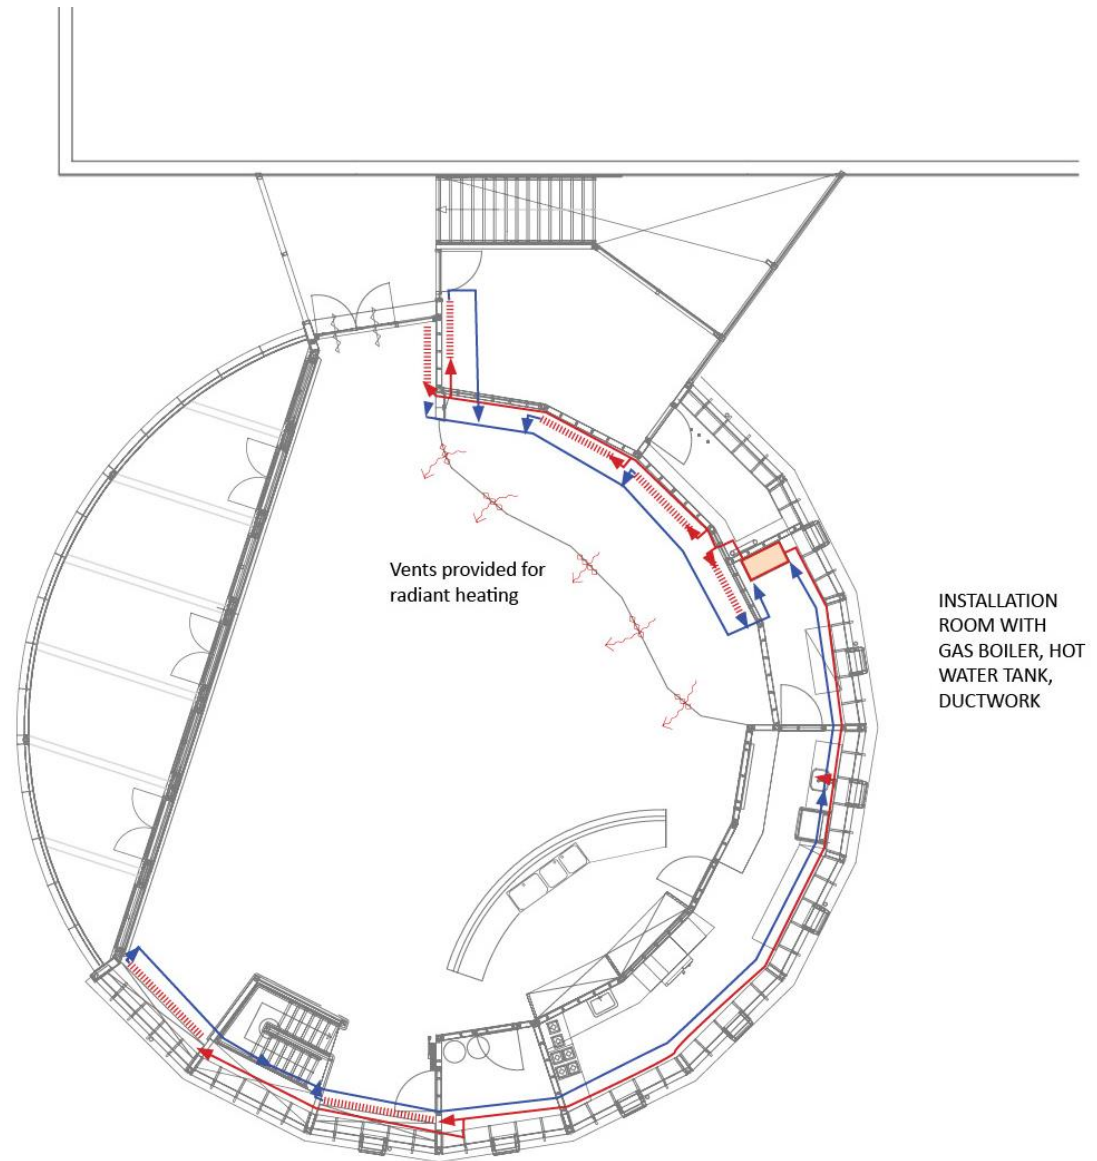 Vents provided for
radiant heating
INSTALLATION
ROOM WITH
GAS BOILER, HOT
WATER TANK,
DUCTWORK